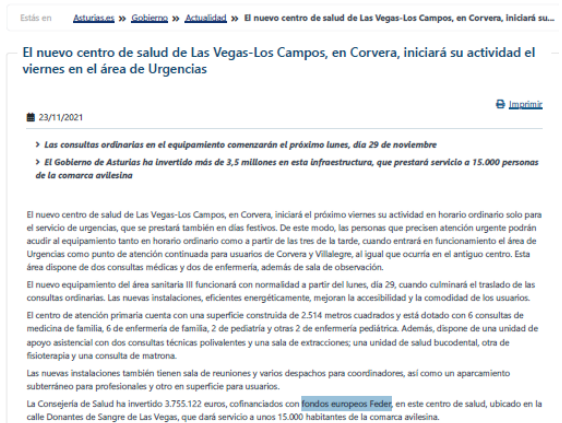 Estás en Asturias.es » Gobierno » Actualidad » El nuevo centro de salud de Las Vegas-Los Campos, en Corvera, iniciará su...
El nuevo centro de salud de Las Vegas-Los Campos, en Corvera, iniciará su actividad el
viernes en el área de Urgencias
Imprimir
23/11/2021
> Las consultas ordinarias en el equipamiento comenzarán el próximo lunes, día 29 de noviembre
> El Gobierno de Asturias ha invertido más de 3,5 millones en esta infraestructura, que prestará servicio a 15.000 personas
de la comarca avilesina
El nuevo centro de salud de Las Vegas-Los Campos, en Corvera, iniciará el próximo viernes su actividad en horario ordinario solo para
el servicio de urgencias, que se prestará también en días festivos. De este modo, las personas que precisen atención urgente podrán
acudir al equipamiento tanto en horario ordinario como a partir de las tres de la tarde, cuando entrará en funcionamiento el área de
Urgencias como punto de atención continuada para usuarios de Corvera y Villalegre, al igual que ocurría en el antiguo centro. Esta
área dispone de dos consultas médicas y dos de enfermería, además de sala de observación.
El nuevo equipamiento del área sanitaria III funcionará con normalidad a partir del lunes, día 29, cuando culminará el traslado de las
consultas ordinarias. Las nuevas instalaciones, eficientes energéticamente, mejoran la accesibilidad y la comodidad de los usuarios.
El centro de atención primaria cuenta con una superficie construida de 2.514 metros cuadrados y está dotado con 6 consultas de
medicina de familia, 6 de enfermería de familia, 2 de pediatría y otras 2 de enfermería pediátrica. Además, dispone de una unidad de
apoyo asistencial con dos consultas técnicas polivalentes y una sala de extracciones; una unidad de salud bucodental, otra de
fisioterapia y una consulta de matrona.
Las nuevas instalaciones también tienen sala de reuniones y varios despachos para coordinadores, así como un aparcamiento
subterráneo para profesionales y otro en superficie para usuarios.
La Consejería de Salud ha invertido 3.755.122 euros, cofinanciados con fondos europeos Feder, en este centro de salud, ubicado en la
calle Donantes de Sangre de Las Vegas, que dará servicio a unos 15.000 habitantes de la comarca avilesina.